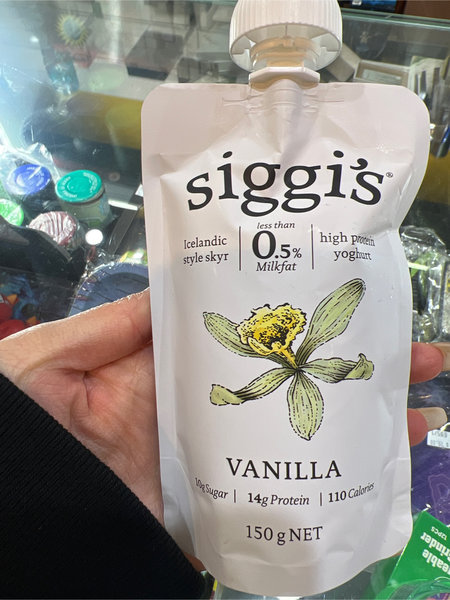 siggi's®
Icelandic
style skyr
less than
0.5%
Milkfat
high protein
yoghurt
VANILLA
10g Sugar | 14g Protein | 110 Calories
150 g NET
12PCS